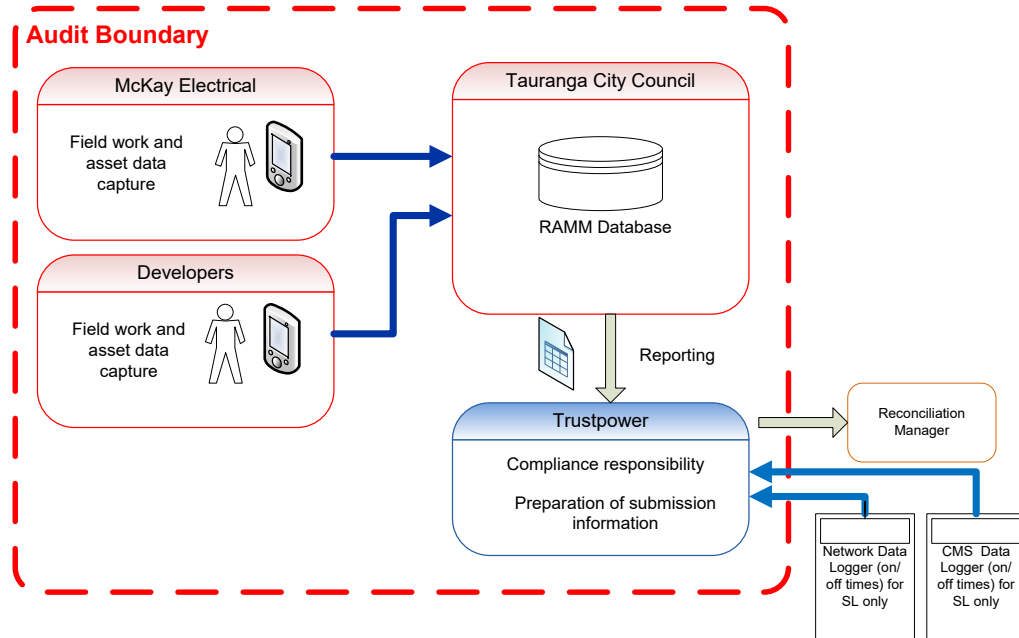 Audit Boundary
McKay Electrical
Field work and
asset data
capture
Developers
Field work and
asset data
capture
Tauranga City Council
RAMM Database
Reporting
Trustpower
Compliance responsibility
Preparation of submission
information
Reconciliation
Manager
Network Data
Logger (on/
off times) for
SL only
CMS Data
Logger (on/
off times) for
SL only